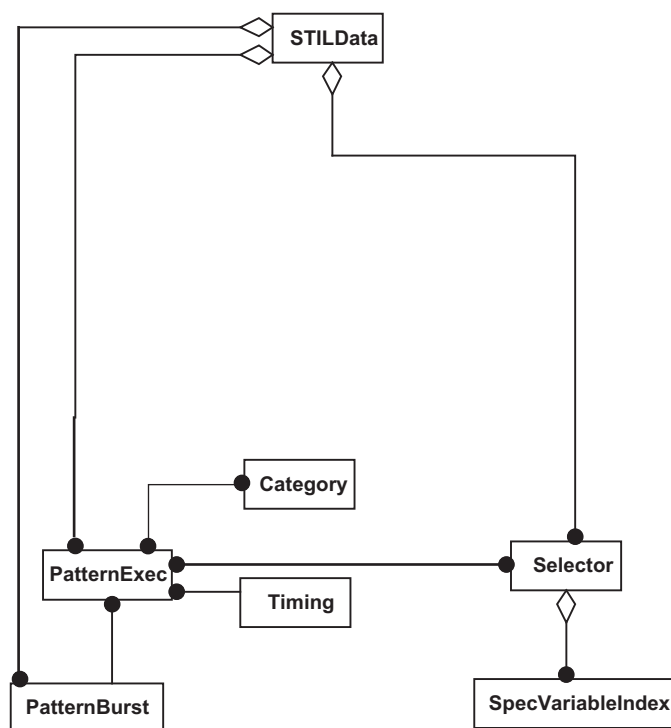 STILData
Category
PatternExec
Selector
Timing
PatternBurst
SpecVariableIndex